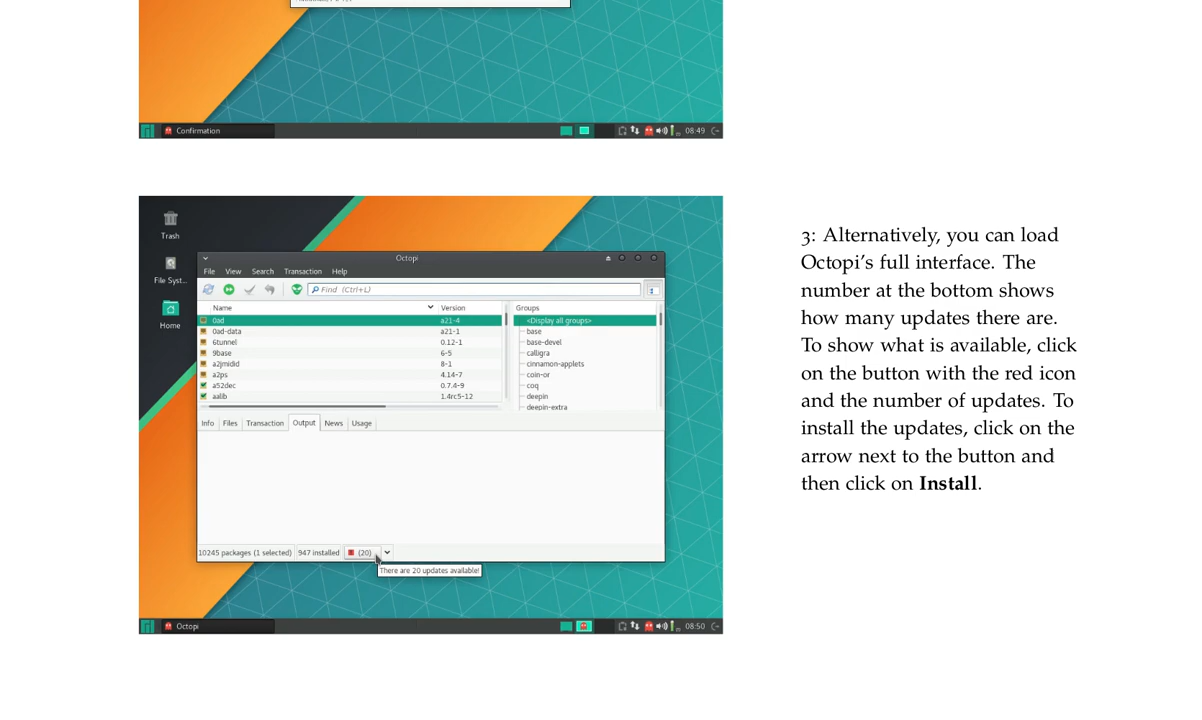 Confirmation
08:49
Trash
File Syst...
Home
Octopi
File View Search Transaction Help
Find (Ctrl+L)
Name Version Groups
0ad a21-4 <Display all groups>
0ad-data a21-1 base
6tunnel 0.12-1 base-devel
9base 6-5 calligra
a2jmidid 8-1 cinnamon-applets
a2ps 4.14-7 coin-or
a52dec 0.7.4-9 coq
aalib 1.4rc5-12 deepin
deepin-extra
Info Files Transaction Output News Usage
10245 packages (1 selected) 947 installed (20)
There are 20 updates available!
Octopi
08:50
3: Alternatively, you can load
Octopi’s full interface. The
number at the bottom shows
how many updates there are.
To show what is available, click
on the button with the red icon
and the number of updates. To
install the updates, click on the
arrow next to the button and
then click on Install.